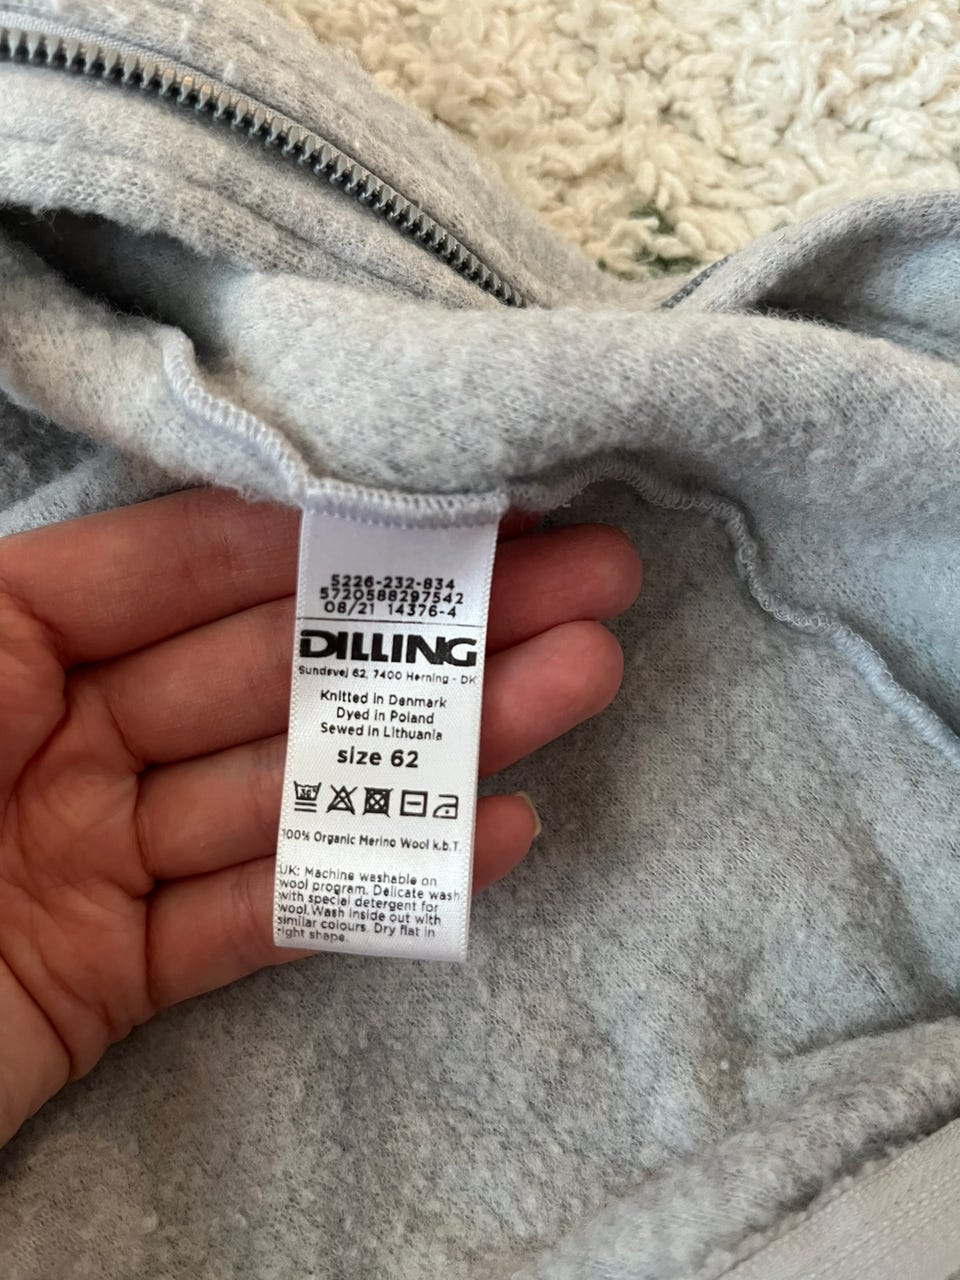 5226-232-834
5720588297542
08/21 14376-4
DILLING
Sundsvej 62, 7400 Herning - DK
Knitted in Denmark
Dyed in Poland
Sewed in Lithuania
size 62
30°
100% Organic Merino Wool k.b.T.
UK: Machine washable on
wool program. Delicate wash
with special detergent for
wool. Wash inside out with
similar colours. Dry flat in
right shape.